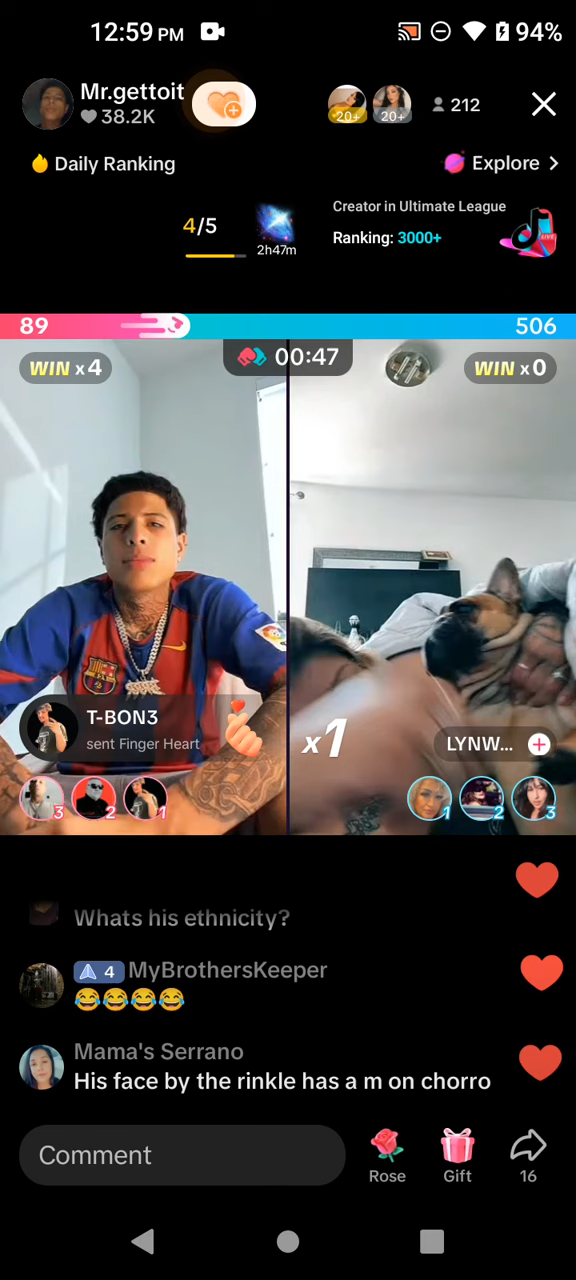 12:59 PM
94%
Mr.gettoit
38.2K
20+
20+
212
Daily Ranking
Explore >
4/5
2h47m
Creator in Ultimate League
Ranking: 3000+
LIVE
89
506
WIN x4
00:47
WIN x0
T-BON3
sent Finger Heart
x1
LYNW...
3
2
1
1
2
3
Whats his ethnicity?
4 MyBrothersKeeper
😂😂😂😂
Mama's Serrano
His face by the rinkle has a m on chorro
Comment
Rose
Gift
16